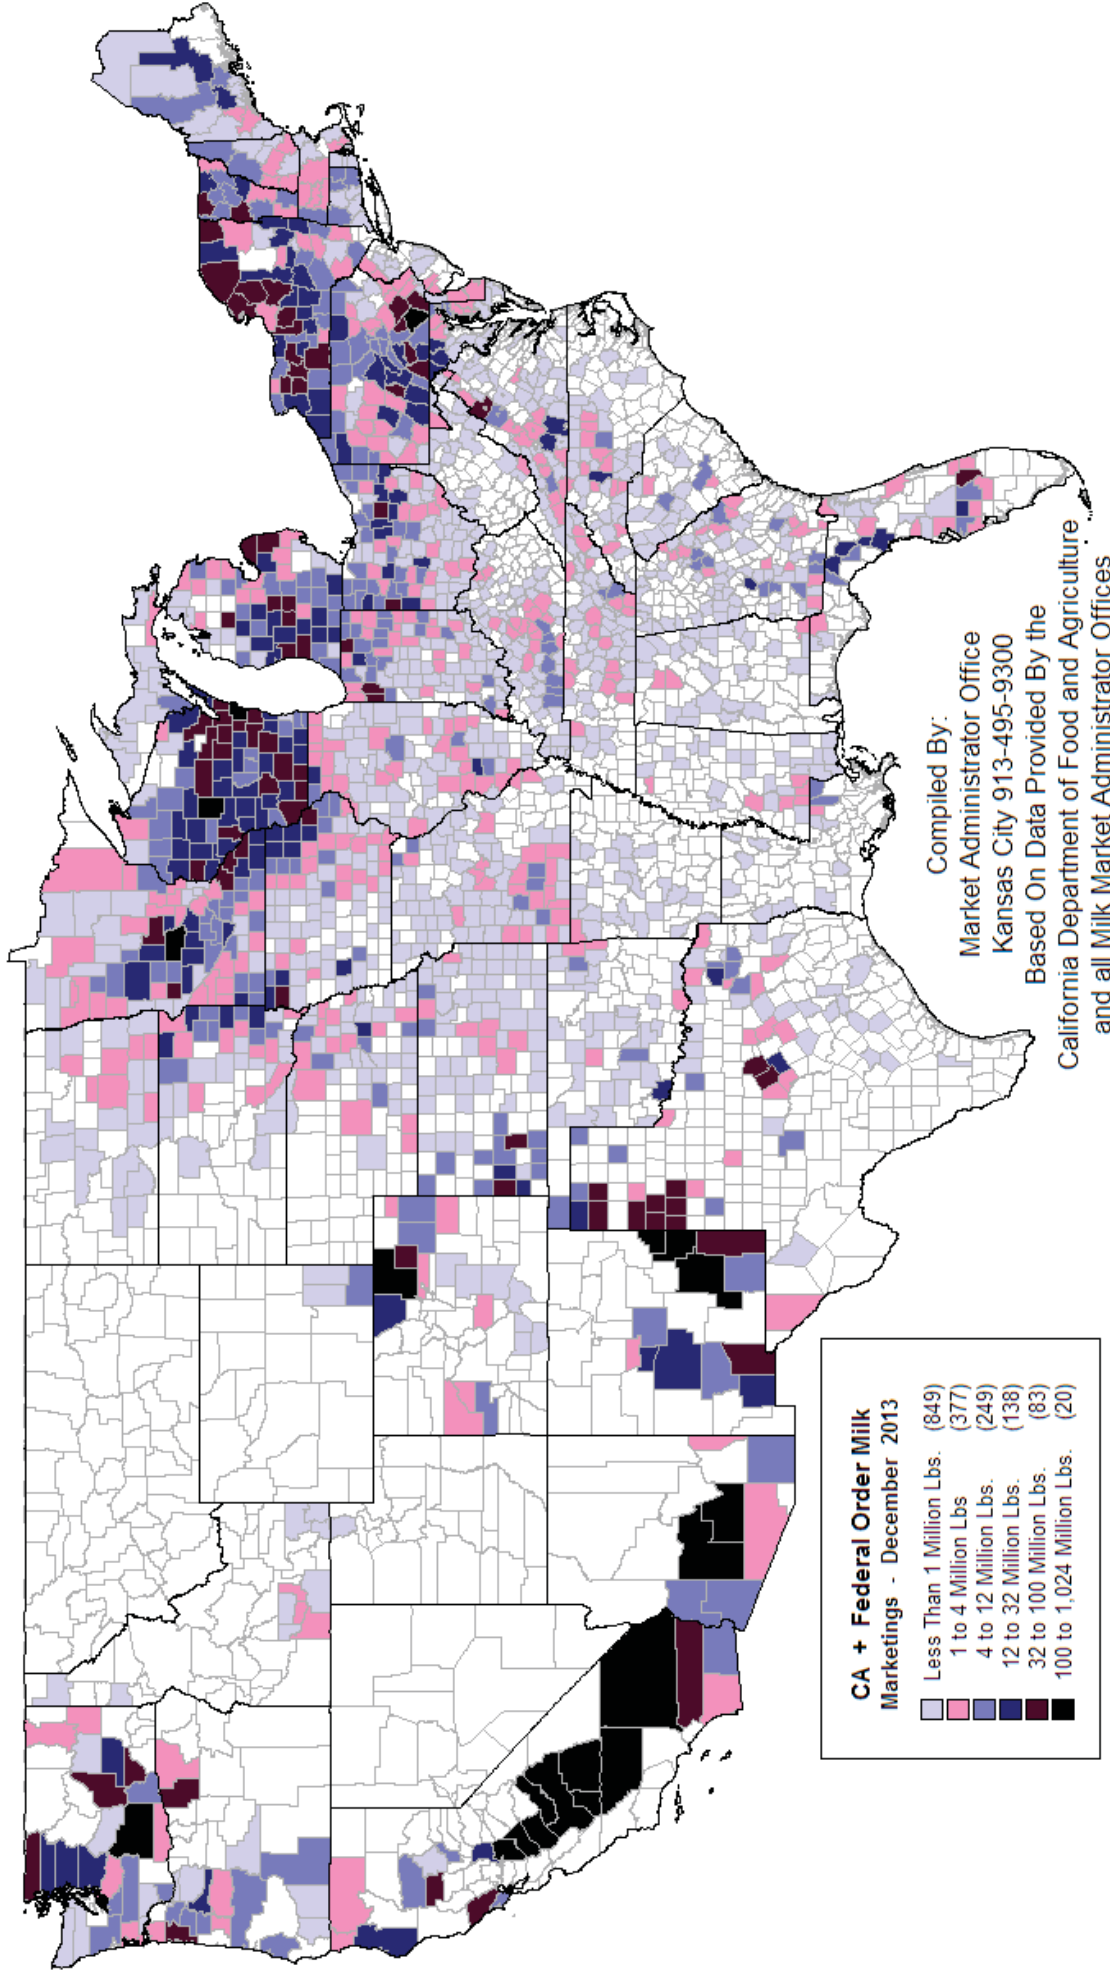 CA + Federal Order Milk
Marketings - December 2013
Less Than 1 Million Lbs. (849)
1 to 4 Million Lbs (377)
4 to 12 Million Lbs. (249)
12 to 32 Million Lbs. (138)
32 to 100 Million Lbs. (83)
100 to 1,024 Million Lbs. (20)
Compiled By:
Market Administrator Office
Kansas City 913-495-9300
Based On Data Provided By the
California Department of Food and Agriculture
and all Milk Market Administrator Offices